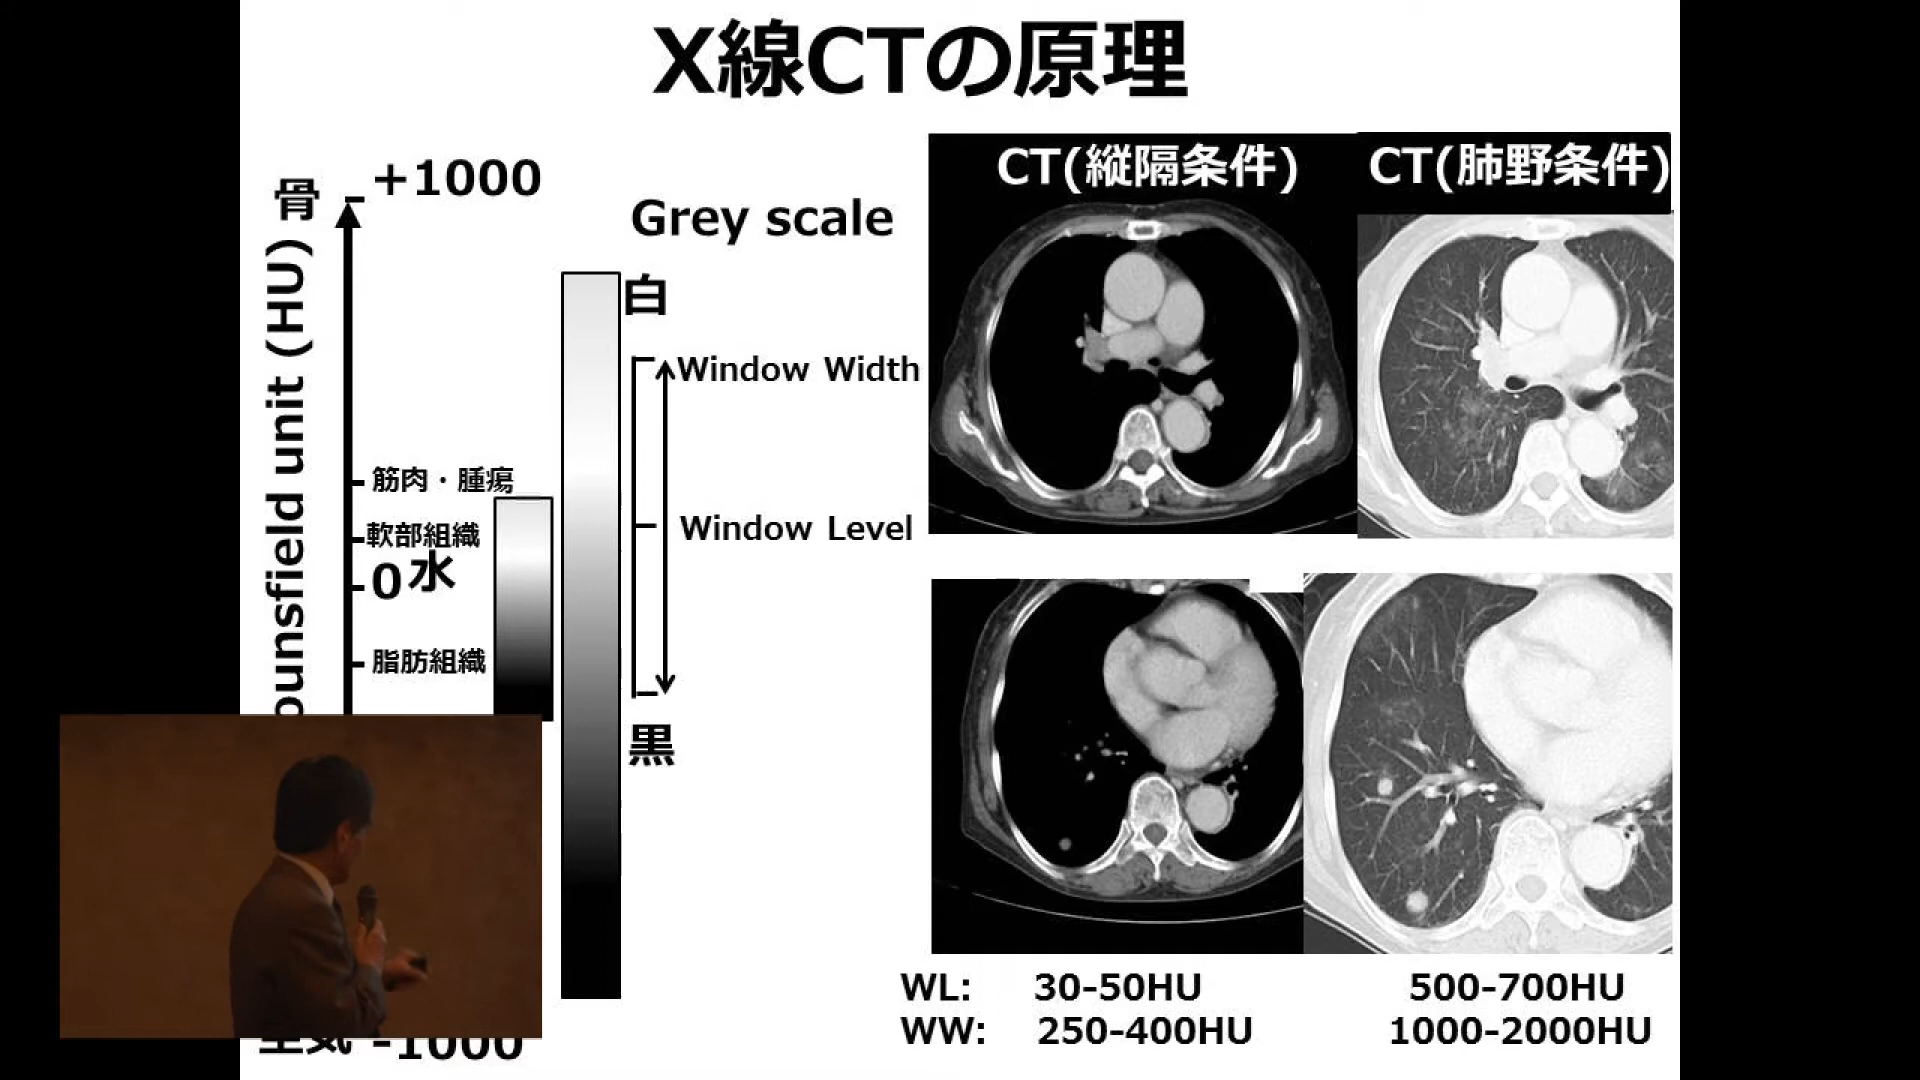 X線CTの原理
骨
+1000
Grey scale
白
Window Width
筋肉・腫瘍
軟部組織
0水
Window Level
脂肪組織
黒
ounsfield unit (HU)
-1000
CT(縦隔条件)
CT(肺野条件)
WL: 30-50HU 500-700HU
WW: 250-400HU 1000-2000HU